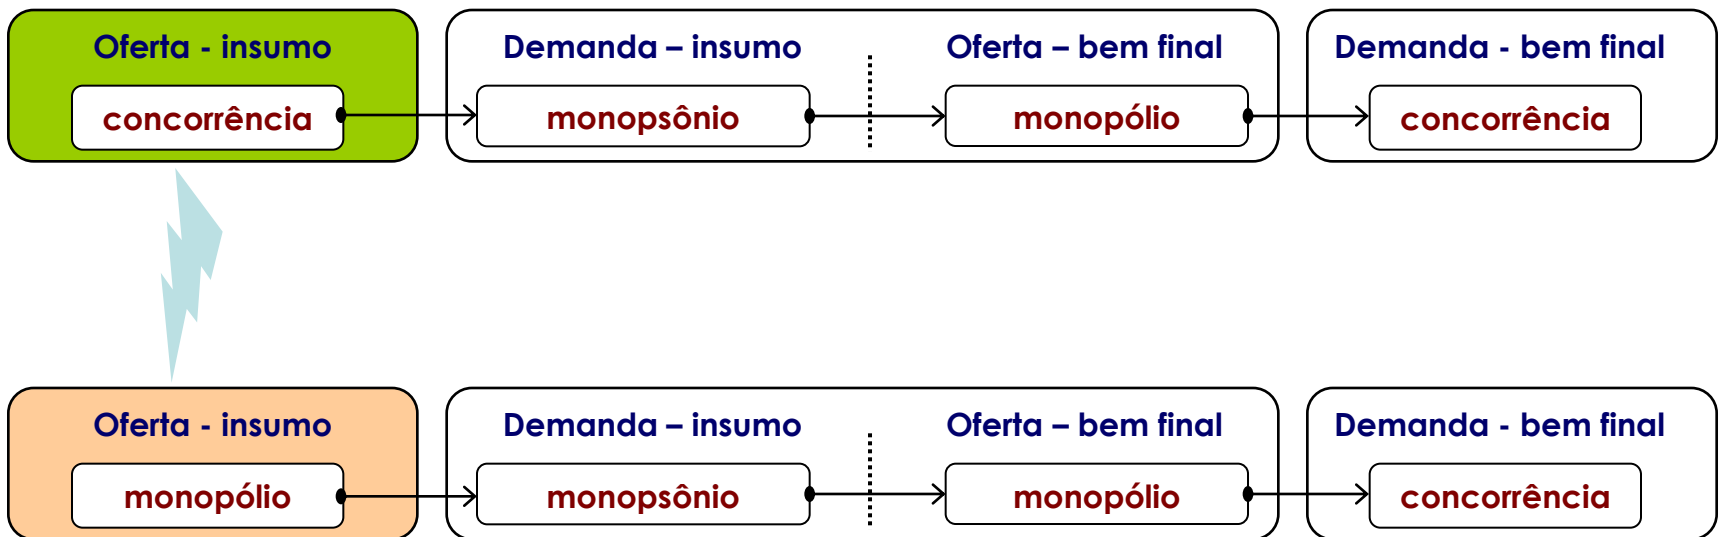 Oferta - insumo
Demanda – insumo
Oferta – bem final
Demanda - bem final
concorrência
monopsônio
monopólio
concorrência
Oferta - insumo
Demanda – insumo
Oferta – bem final
Demanda - bem final
monopólio
monopsônio
monopólio
concorrência